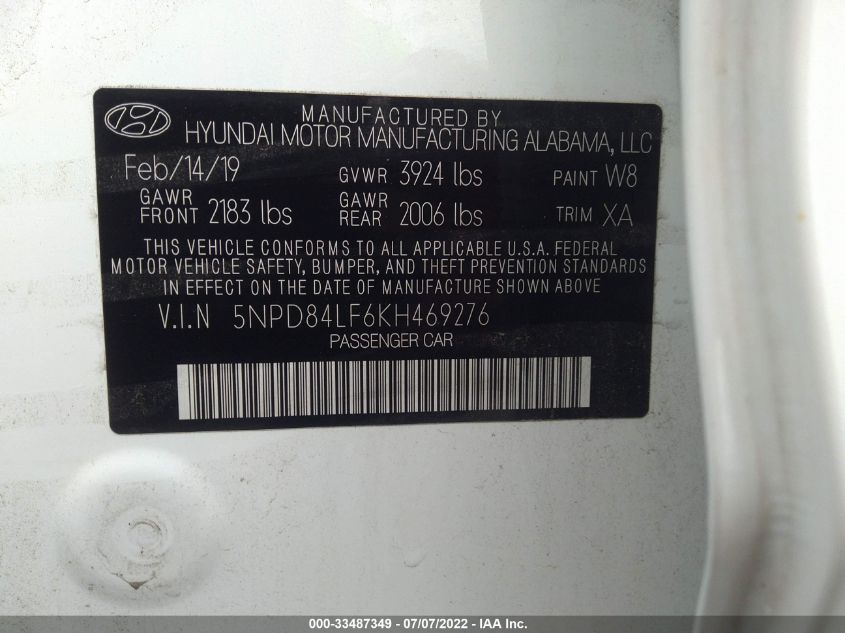 MANUFACTURED BY
HYUNDAI MOTOR MANUFACTURING ALABAMA, LLC
Feb/14/19 GVWR 3924 lbs PAINT W8
GAWR FRONT 2183 lbs GAWR REAR 2006 lbs TRIM XA
THIS VEHICLE CONFORMS TO ALL APPLICABLE U.S.A. FEDERAL
MOTOR VEHICLE SAFETY, BUMPER, AND THEFT PREVENTION STANDARDS
IN EFFECT ON THE DATE OF MANUFACTURE SHOWN ABOVE.
V.I.N 5NPD84LF6KH469276
PASSENGER CAR
000-33487349 - 07/07/2022 - IAA Inc.